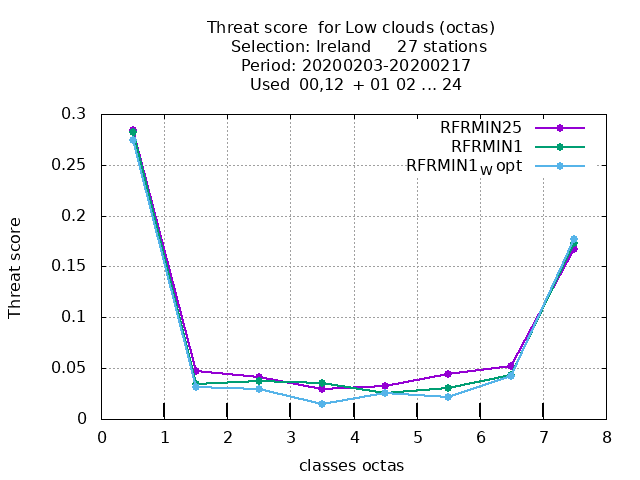 Threat score  for Low clouds (octas)
Selection: Ireland     27 stations
Period: 20200203-20200217
Used  00,12  + 01 02 ... 24
RFRMIN25
RFRMIN1
RFRMIN1W opt
0.3
0.25
0.2
0.15
0.1
0.05
0
Threat score
0 1 2 3 4 5 6 7 8
classes octas